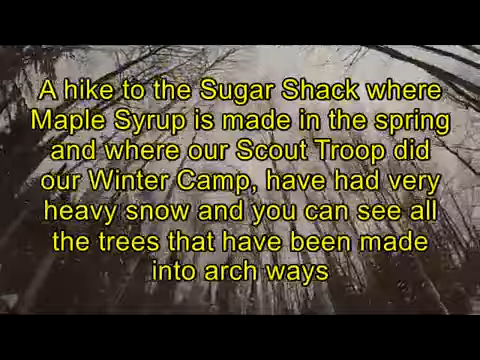 A hike to the Sugar Shack where
Maple Syrup is made in the spring
and where our Scout Troop did
our Winter Camp, have had very
heavy snow and you can see all
the trees that have been made
into arch ways